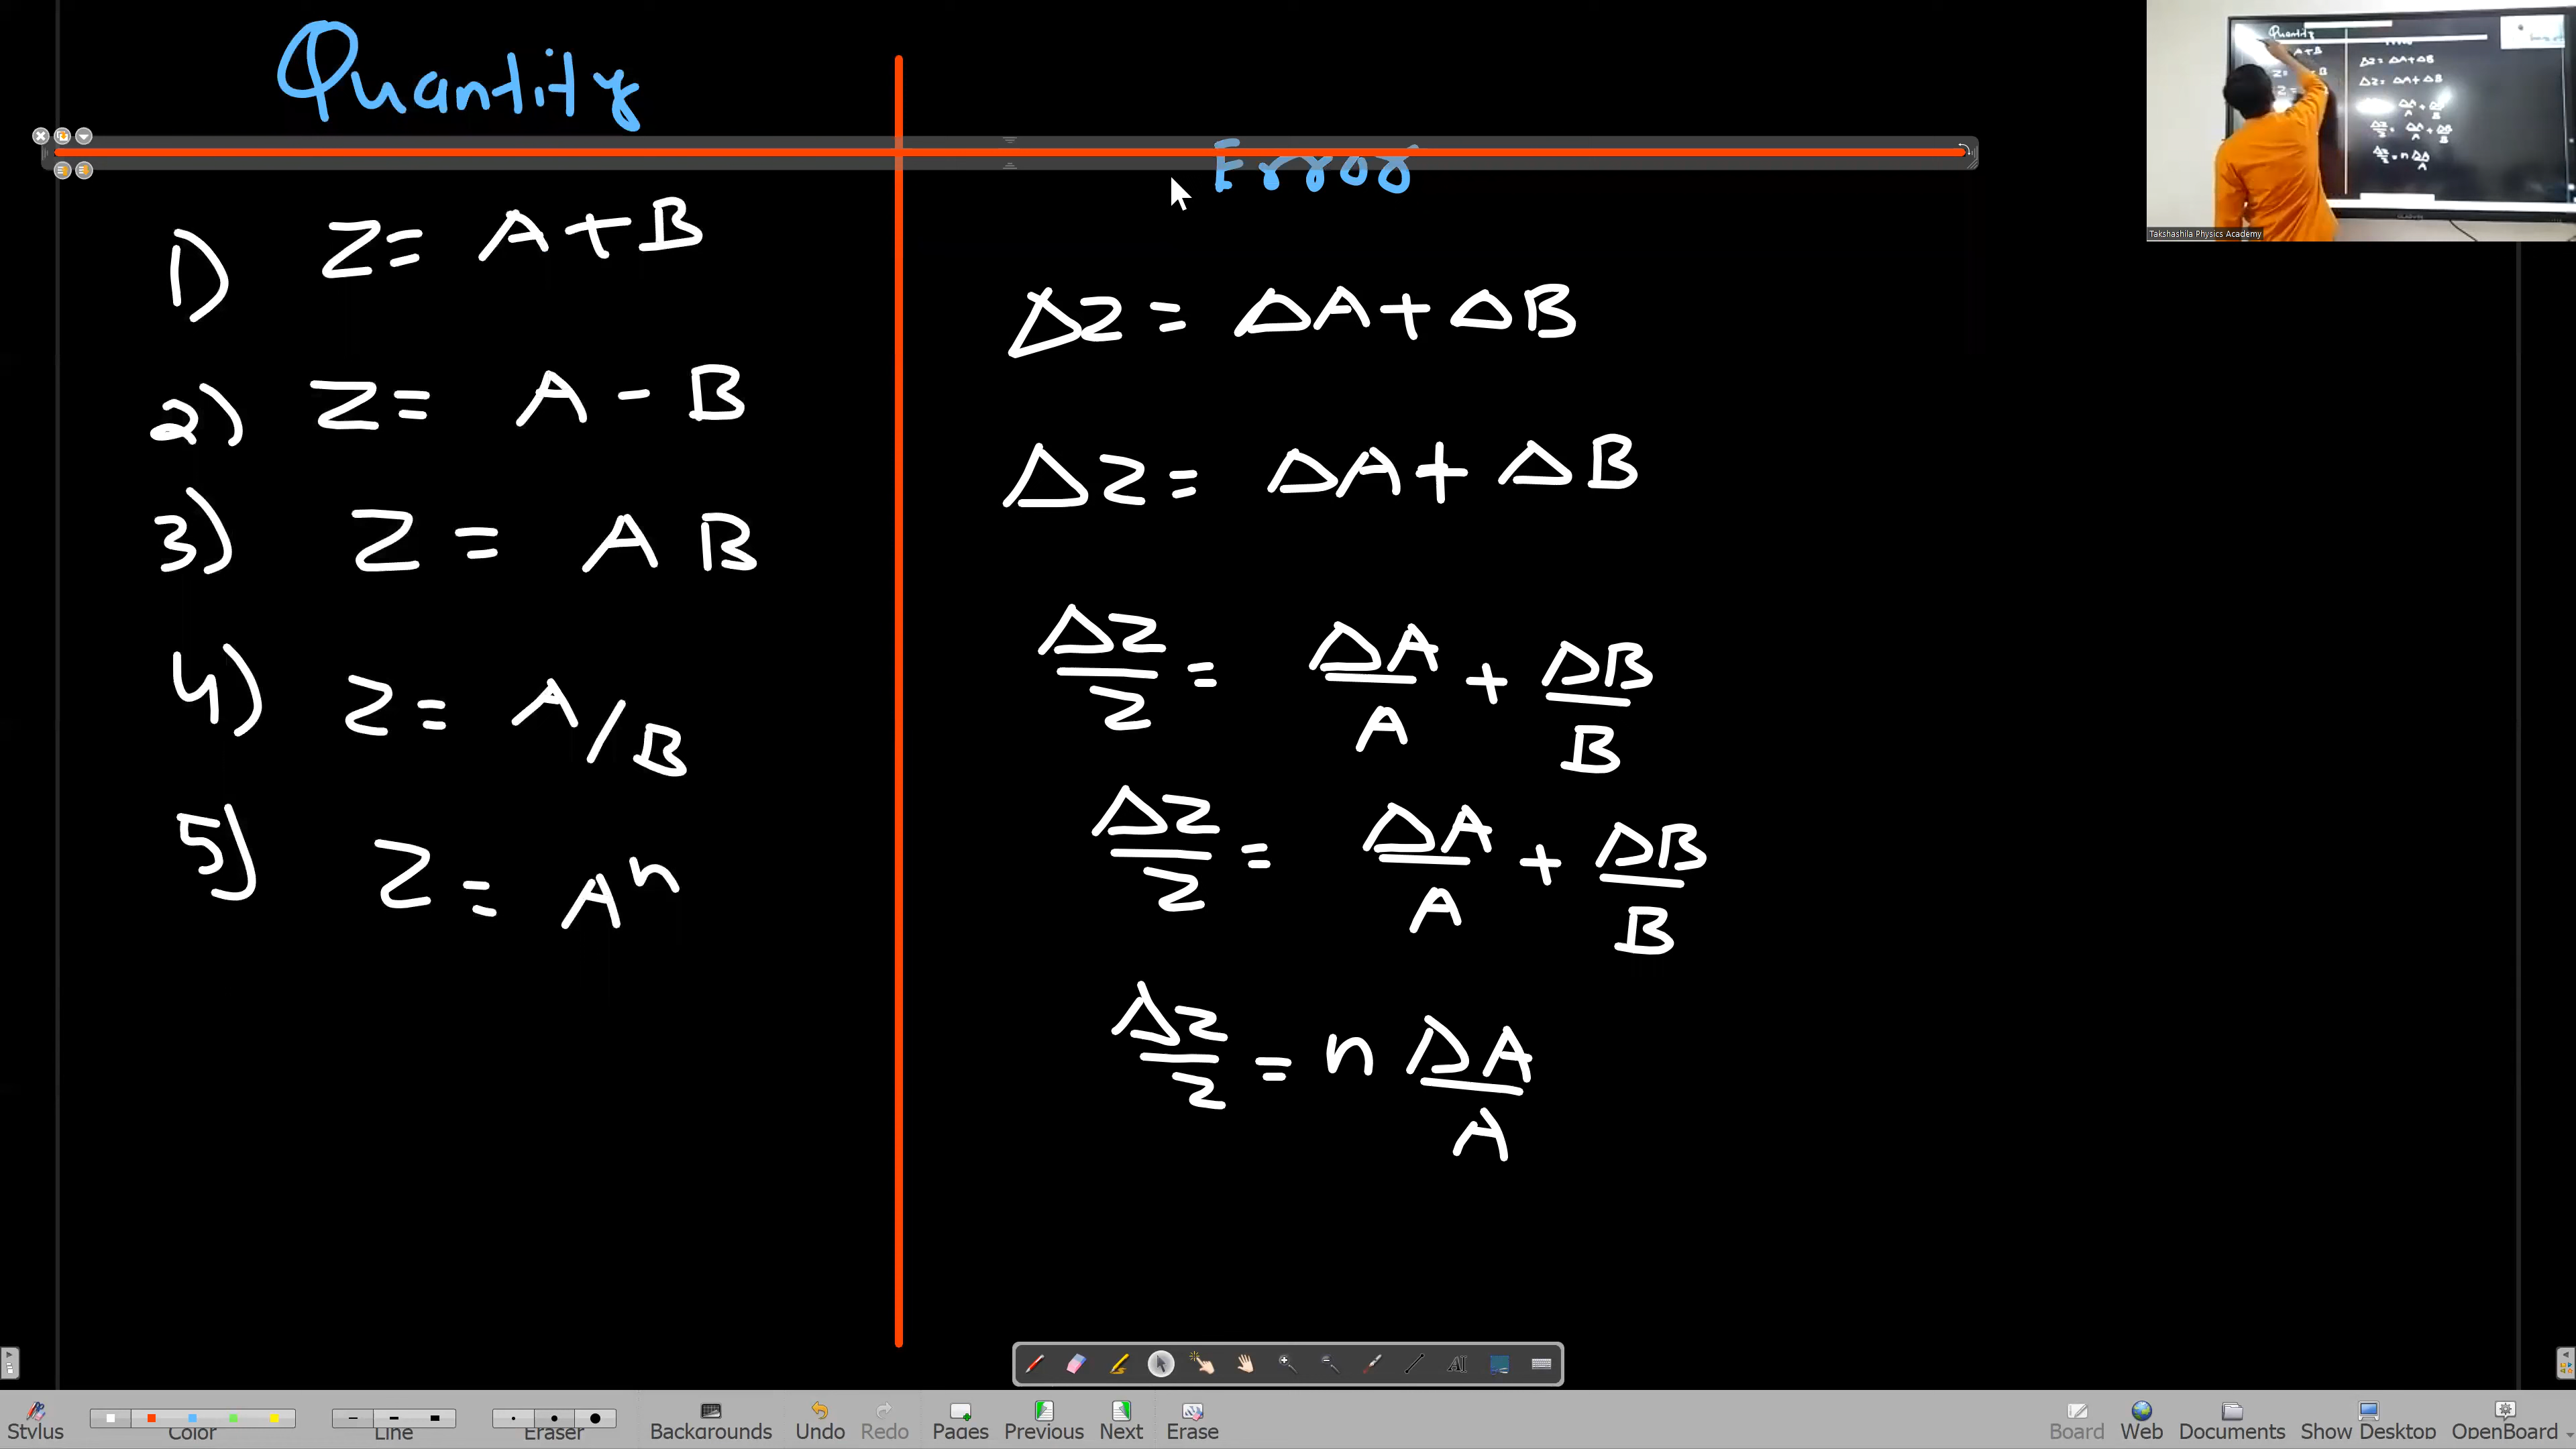 Quantity
Error
1) Z = A + B
ΔZ = ΔA + ΔB
2) Z = A - B
ΔZ = ΔA + ΔB
3) Z = A B
ΔZ/Z = ΔA/A + ΔB/B
4) Z = A/B
ΔZ/Z = ΔA/A + ΔB/B
5) Z = Aⁿ
ΔZ/Z = n ΔA/A
Takshashila Physics Academy
Stylus Color Line Eraser Backgrounds Undo Redo Pages Previous Next Erase Board Web Documents Show Desktop OpenBoard